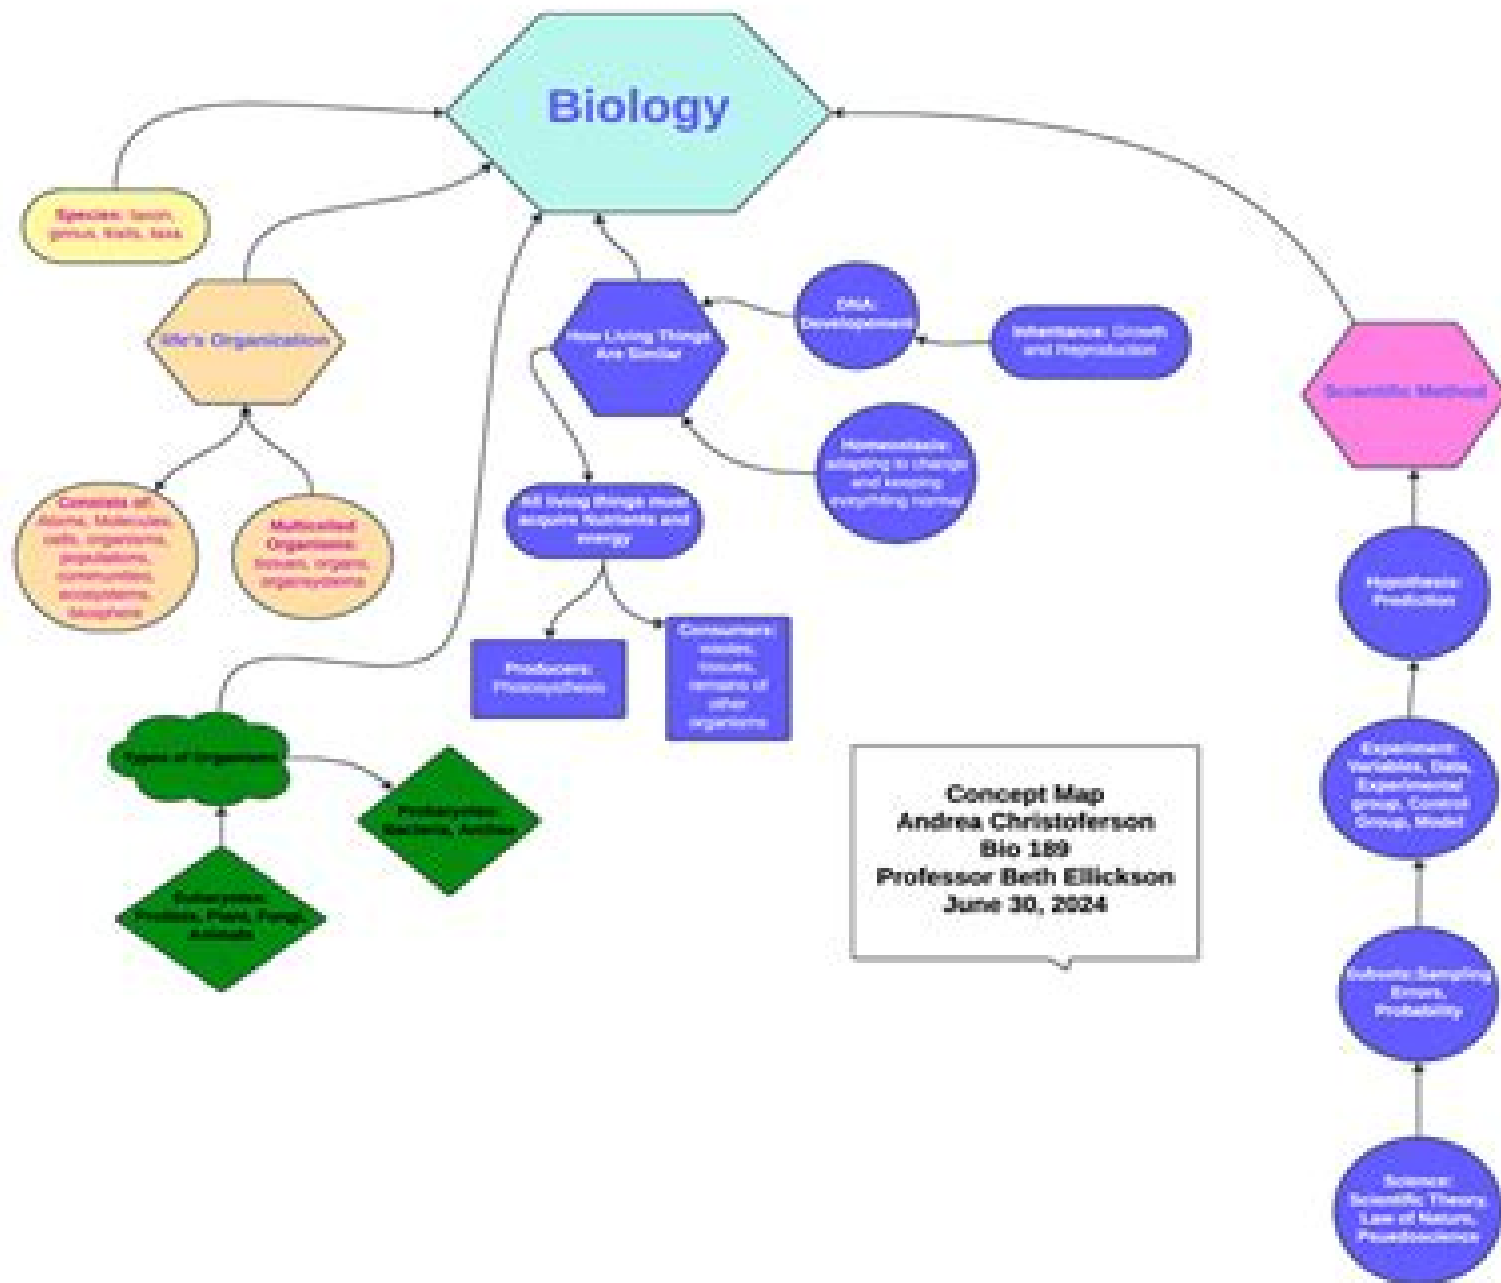 Biology
Species: taxon,
genus, traits, taxa
life's Organization
How Living Things
Are Similar
DNA:
Developement
Inheritance: Growth
and Reproduction
Scientific Method
Homeostasis:
adapting to change
and keeping
everyhting normal
Consists of:
Atoms, Molecules,
cells, organisms,
populations,
communities,
ecosystems,
biosphere
Multicelled
Organisms:
tissues, organs,
organsystems
All living things must
acquire Nutrients and
energy
Hypothesis:
Prediction
Producers:
Consumers:
wastes,
tissues,
remains of
other
organisms
Types of Organisms
Prokaryotes:
Bacteria,
Eukaryotes:
Protists, Plant, Fungi,
Animals
Experiment:
Variables, Data,
Experimental
group, Control
Group, Model
Concept Map
Andrea Christoferson
Bio 189
Professor Beth Ellickson
June 30, 2024
Subsets:Sampling
Errors,
Probability
Science:
Scientific Theory,
Law of Nature,
Psuedoscience